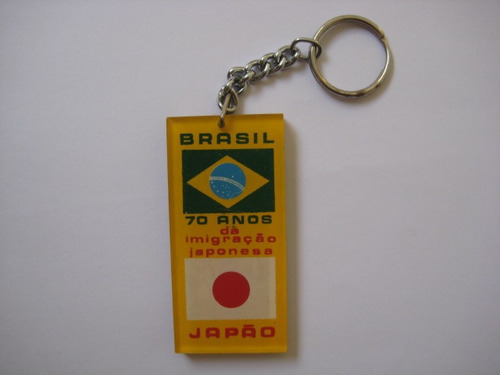 BRASIL
70 ANOS
da
imigração
japonesa
JAPÃO